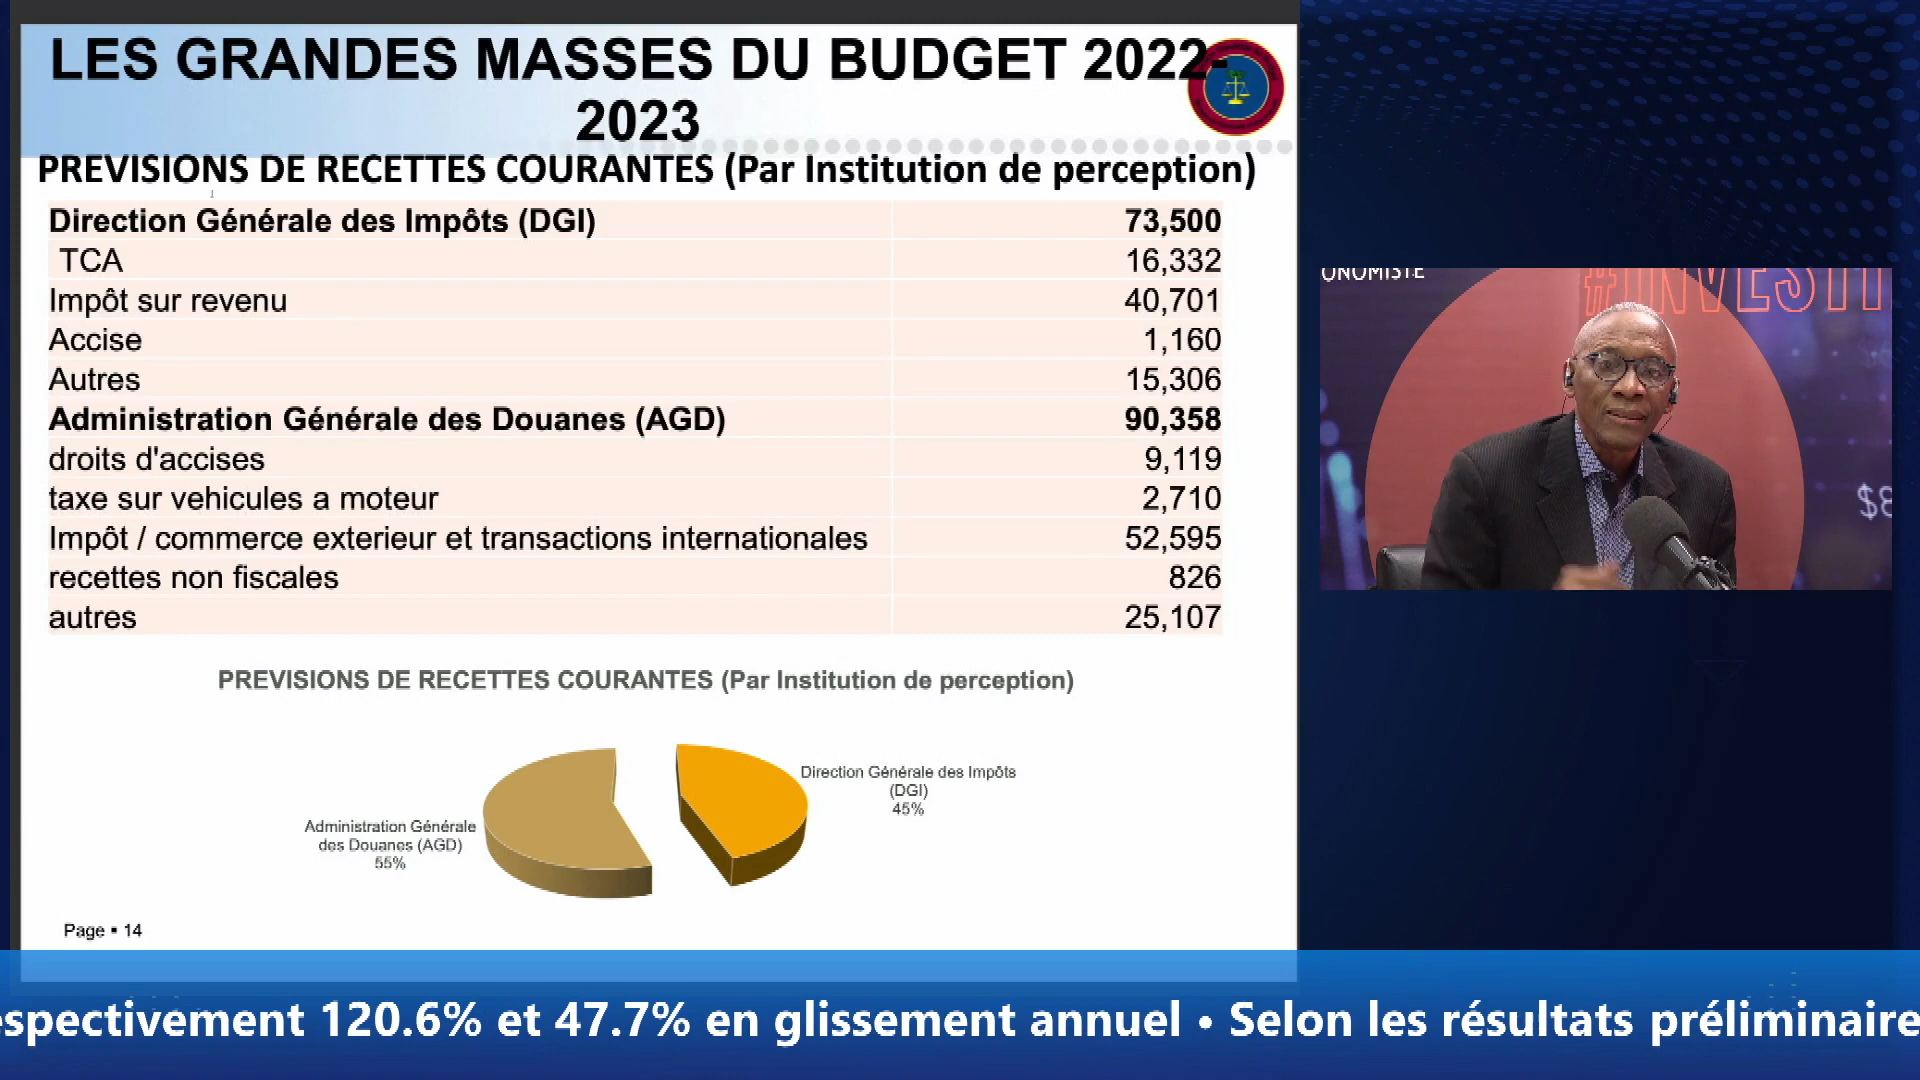 LES GRANDES MASSES DU BUDGET 2022-
2023
PREVISIONS DE RECETTES COURANTES (Par Institution de perception)
Direction Générale des Impôts (DGI) 73,500
TCA 16,332
Impôt sur revenu 40,701
Accise 1,160
Autres 15,306
Administration Générale des Douanes (AGD) 90,358
droits d'accises 9,119
taxe sur vehicules a moteur 2,710
Impôt / commerce exterieur et transactions internationales 52,595
recettes non fiscales 826
autres 25,107
PREVISIONS DE RECETTES COURANTES (Par Institution de perception)
Direction Générale des Impôts
(DGI)
45%
Administration Générale
des Douanes (AGD)
55%
Page ▪ 14
ONOMISTE
#INVESTI
$8
espectivement 120.6% et 47.7% en glissement annuel • Selon les résultats préliminaire